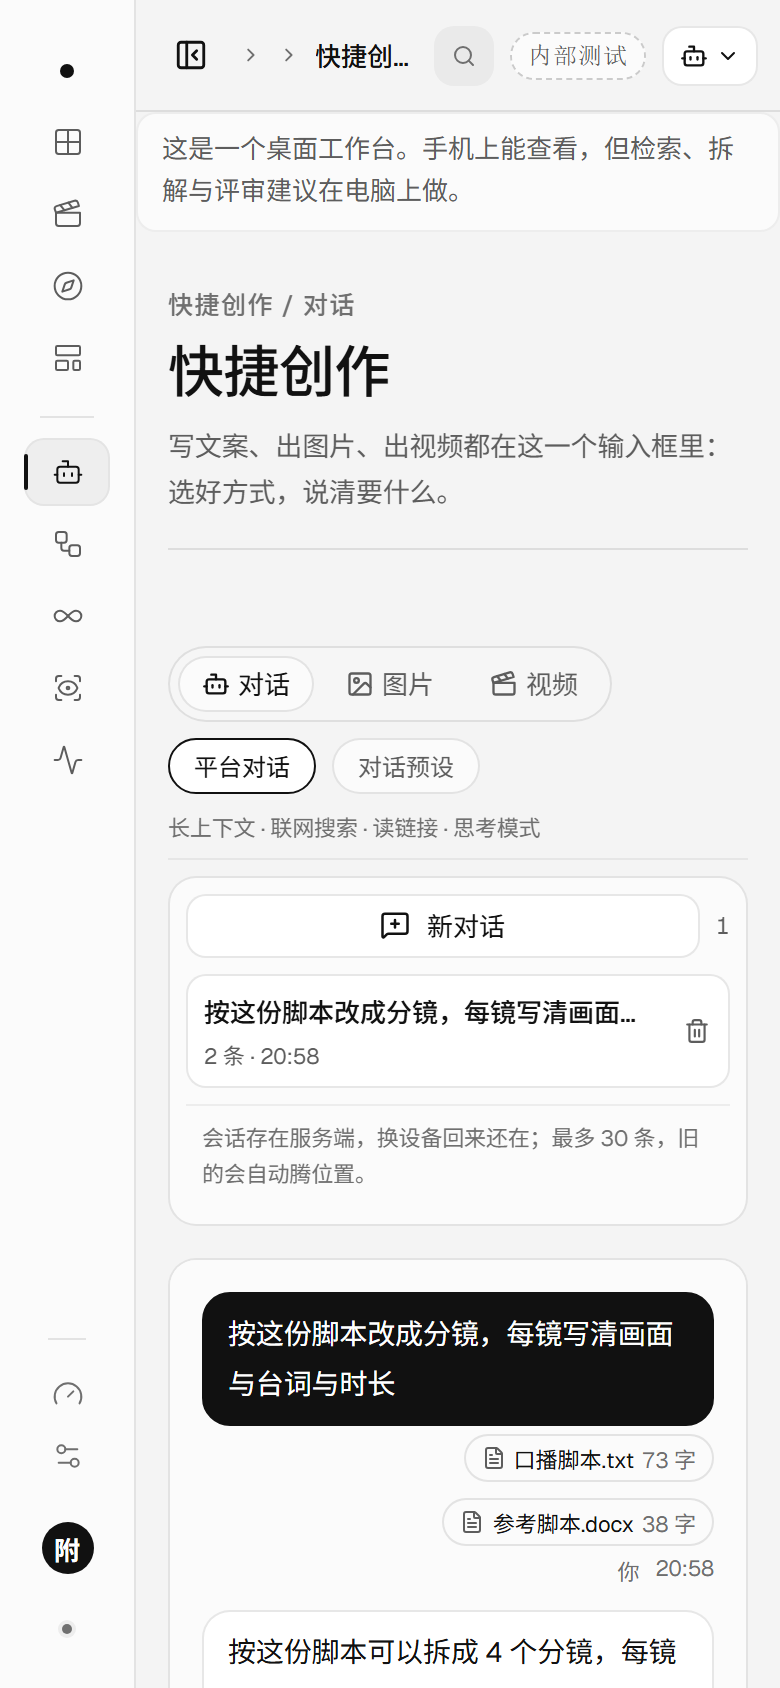 快捷创...
内部测试
这是一个桌面工作台。手机上能查看，但检索、拆
解与评审建议在电脑上做。
快捷创作 / 对话
快捷创作
写文案、出图片、出视频都在这一个输入框里：
选好方式，说清要什么。
对话
图片
视频
平台对话
对话预设
长上下文 · 联网搜索 · 读链接 · 思考模式
新对话
1
按这份脚本改成分镜，每镜写清画面...
2 条 · 20:58
会话存在服务端，换设备回来还在；最多 30 条，旧
的会自动腾位置。
按这份脚本改成分镜，每镜写清画面
与台词与时长
口播脚本.txt 73 字
参考脚本.docx 38 字
你 20:58
按这份脚本可以拆成 4 个分镜，每镜
附